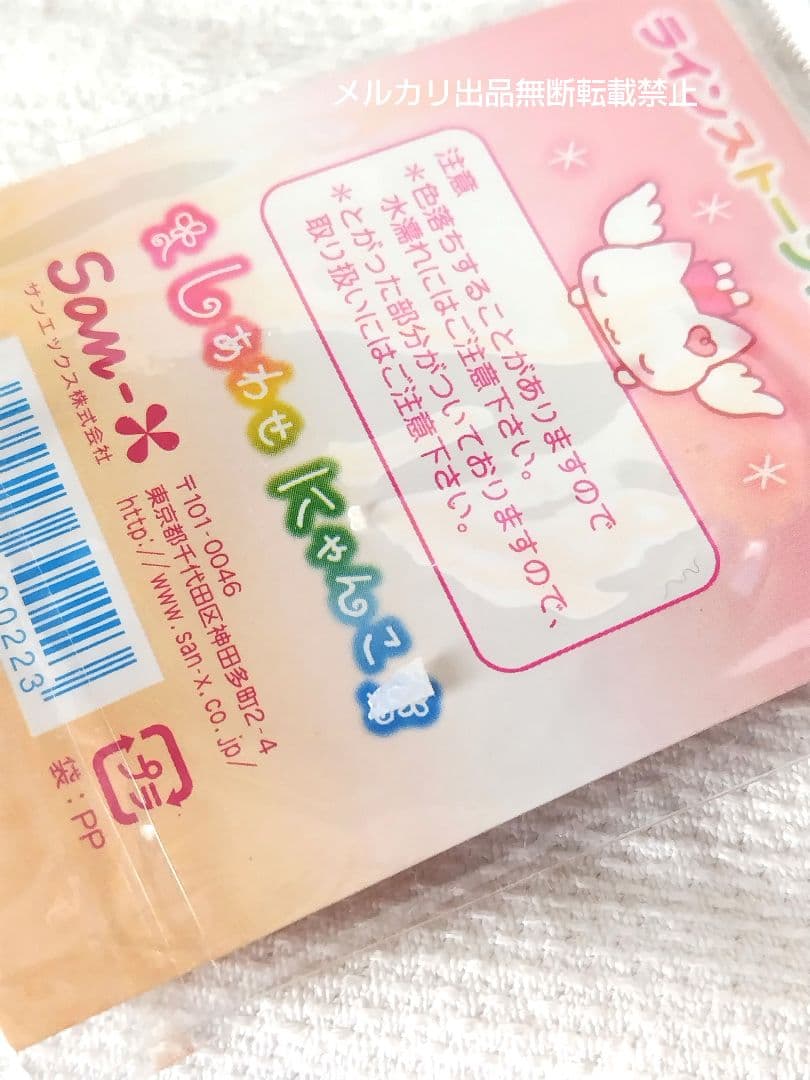 メルカリ出品無断転載禁止
ラインストーン
注意
*色落ちすることがありますので
水濡れにはご注意下さい。
*とがった部分がついておりますので、
取り扱いにはご注意下さい。
しあわせにゃんこ
San-X
サンエックス株式会社
〒101-0046
東京都千代田区神田多町2-4
http://www.san-x.co.jp/
00223
プラ
袋：PP